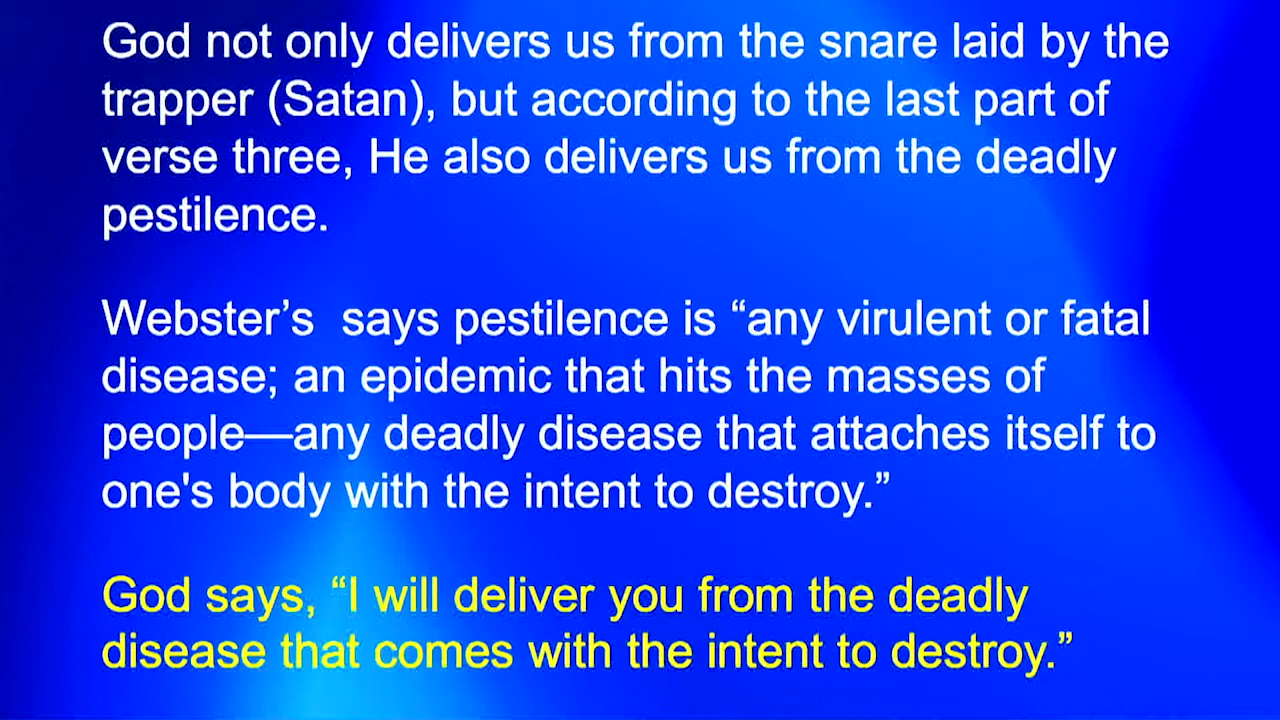 God not only delivers us from the snare laid by the
trapper (Satan), but according to the last part of
verse three, He also delivers us from the deadly
pestilence.
Webster’s  says pestilence is “any virulent or fatal
disease; an epidemic that hits the masses of
people—any deadly disease that attaches itself to
one's body with the intent to destroy.”
God says, “I will deliver you from the deadly
disease that comes with the intent to destroy.”